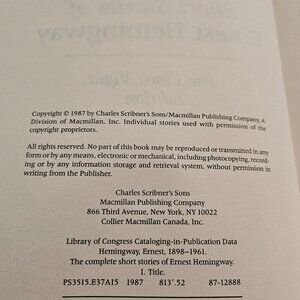 Copyright © 1987 by Charles Scribner's Sons/Macmillan Publishing Company, A
Division of Macmillan, Inc. Individual stories used with permission of the
copyright proprietors.
All rights reserved. No part of this book may be reproduced or transmitted in any
form or by any means, electronic or mechanical, including photocopying, record-
ing or by any information storage and retrieval system, without permission in
writing from the Publisher.
Charles Scribner's Sons
Macmillan Publishing Company
866 Third Avenue, New York, NY 10022
Collier Macmillan Canada, Inc.
Library of Congress Cataloging-in-Publication Data
Hemingway, Ernest, 1898–1961.
The complete short stories of Ernest Hemingway.
I. Title.
PS3515.E37A15 1987 813'.52 87-12888